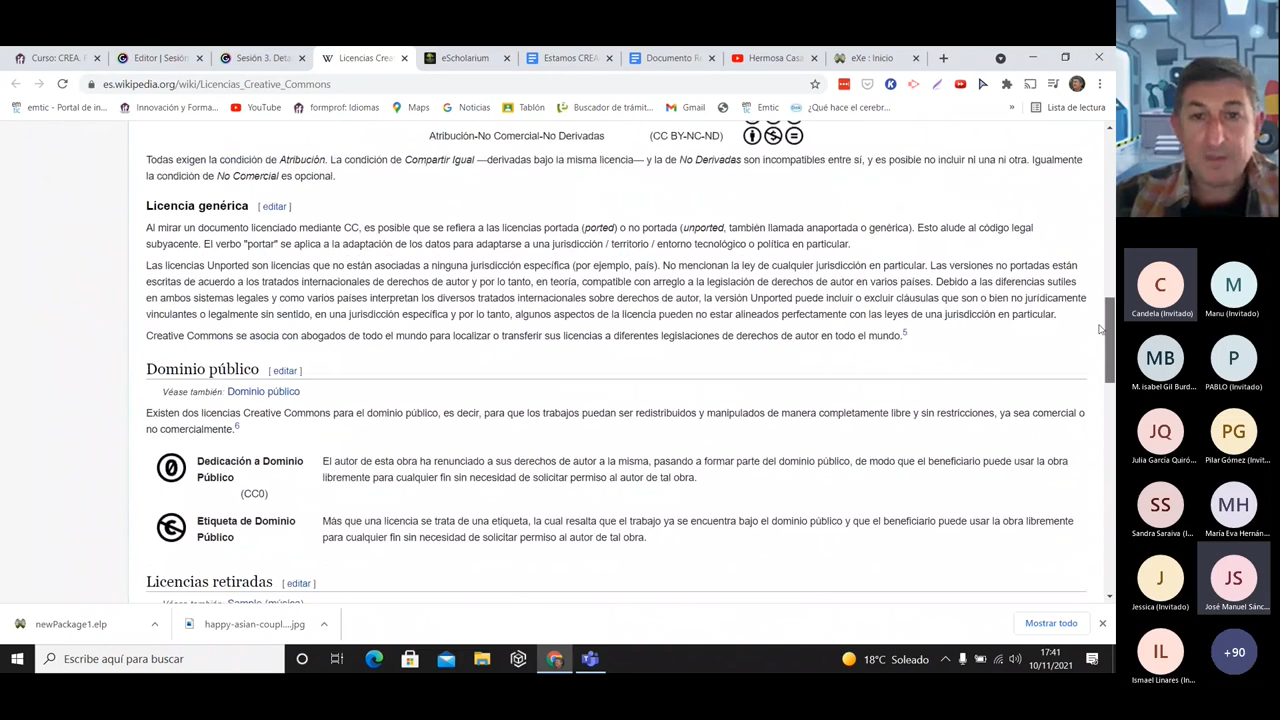 Curso: CREA. F
Editor | Sesión
Sesión 3. Deta
Licencias Crea
eScholarium
Estamos CREA
Documento R
Hermosa Casa
eXe : Inicio
es.wikipedia.org/wiki/Licencias_Creative_Commons
emtic - Portal de in...
Innovación y Forma...
YouTube
formprof: Idiomas
Maps
Noticias
Tablón
Buscador de trámit...
Gmail
Emtic
¿Qué hace el cerebr...
»
Lista de lectura
Atribución-No Comercial-No Derivadas (CC BY-NC-ND)
Todas exigen la condición de Atribución. La condición de Compartir Igual —derivadas bajo la misma licencia— y la de No Derivadas son incompatibles entre sí, y es posible no incluir ni una ni otra. Igualmente
la condición de No Comercial es opcional.
Licencia genérica [ editar ]
Al mirar un documento licenciado mediante CC, es posible que se refiera a las licencias portada (ported) o no portada (unported, también llamada anaportada o genérica). Esto alude al código legal
subyacente. El verbo "portar" se aplica a la adaptación de los datos para adaptarse a una jurisdicción / territorio / entorno tecnológico o política en particular.
Las licencias Unported son licencias que no están asociadas a ninguna jurisdicción específica (por ejemplo, país). No mencionan la ley de cualquier jurisdicción en particular. Las versiones no portadas están
escritas de acuerdo a los tratados internacionales de derechos de autor y por lo tanto, en teoría, compatible con arreglo a la legislación de derechos de autor en varios países. Debido a las diferencias sutiles
en ambos sistemas legales y como varios países interpretan los diversos tratados internacionales sobre derechos de autor, la versión Unported puede incluir o excluir cláusulas que son o bien no jurídicamente
vinculantes o legalmente sin sentido, en una jurisdicción específica y por lo tanto, algunos aspectos de la licencia pueden no estar alineados perfectamente con las leyes de una jurisdicción en particular.
Creative Commons se asocia con abogados de todo el mundo para localizar o transferir sus licencias a diferentes legislaciones de derechos de autor en todo el mundo.5
Dominio público [ editar ]
Véase también: Dominio público
Existen dos licencias Creative Commons para el dominio público, es decir, para que los trabajos puedan ser redistribuidos y manipulados de manera completamente libre y sin restricciones, ya sea comercial o
no comercialmente.6
Dedicación a Dominio
Público
(CC0)
El autor de esta obra ha renunciado a sus derechos de autor a la misma, pasando a formar parte del dominio público, de modo que el beneficiario puede usar la obra
libremente para cualquier fin sin necesidad de solicitar permiso al autor de tal obra.
Etiqueta de Dominio
Público
Más que una licencia se trata de una etiqueta, la cual resalta que el trabajo ya se encuentra bajo el dominio público y que el beneficiario puede usar la obra libremente
para cualquier fin sin necesidad de solicitar permiso al autor de tal obra.
Licencias retiradas [ editar ]
Véase también: Sample (música)
newPackage1.elp
happy-asian-coupl....jpg
Mostrar todo
Escribe aquí para buscar
18°C Soleado
17:41
10/11/2021
C
Candela (Invitado)
M
Manu (Invitado)
MB
M. isabel Gil Burd...
P
PABLO (Invitado)
JQ
Julia García Quiró...
PG
Pilar Gómez (Invit...
SS
Sandra Saraiva (I...
MH
María Eva Hernán...
J
Jessica (Invitado)
JS
José Manuel Sánc...
IL
Ismael Linares (In...
+90